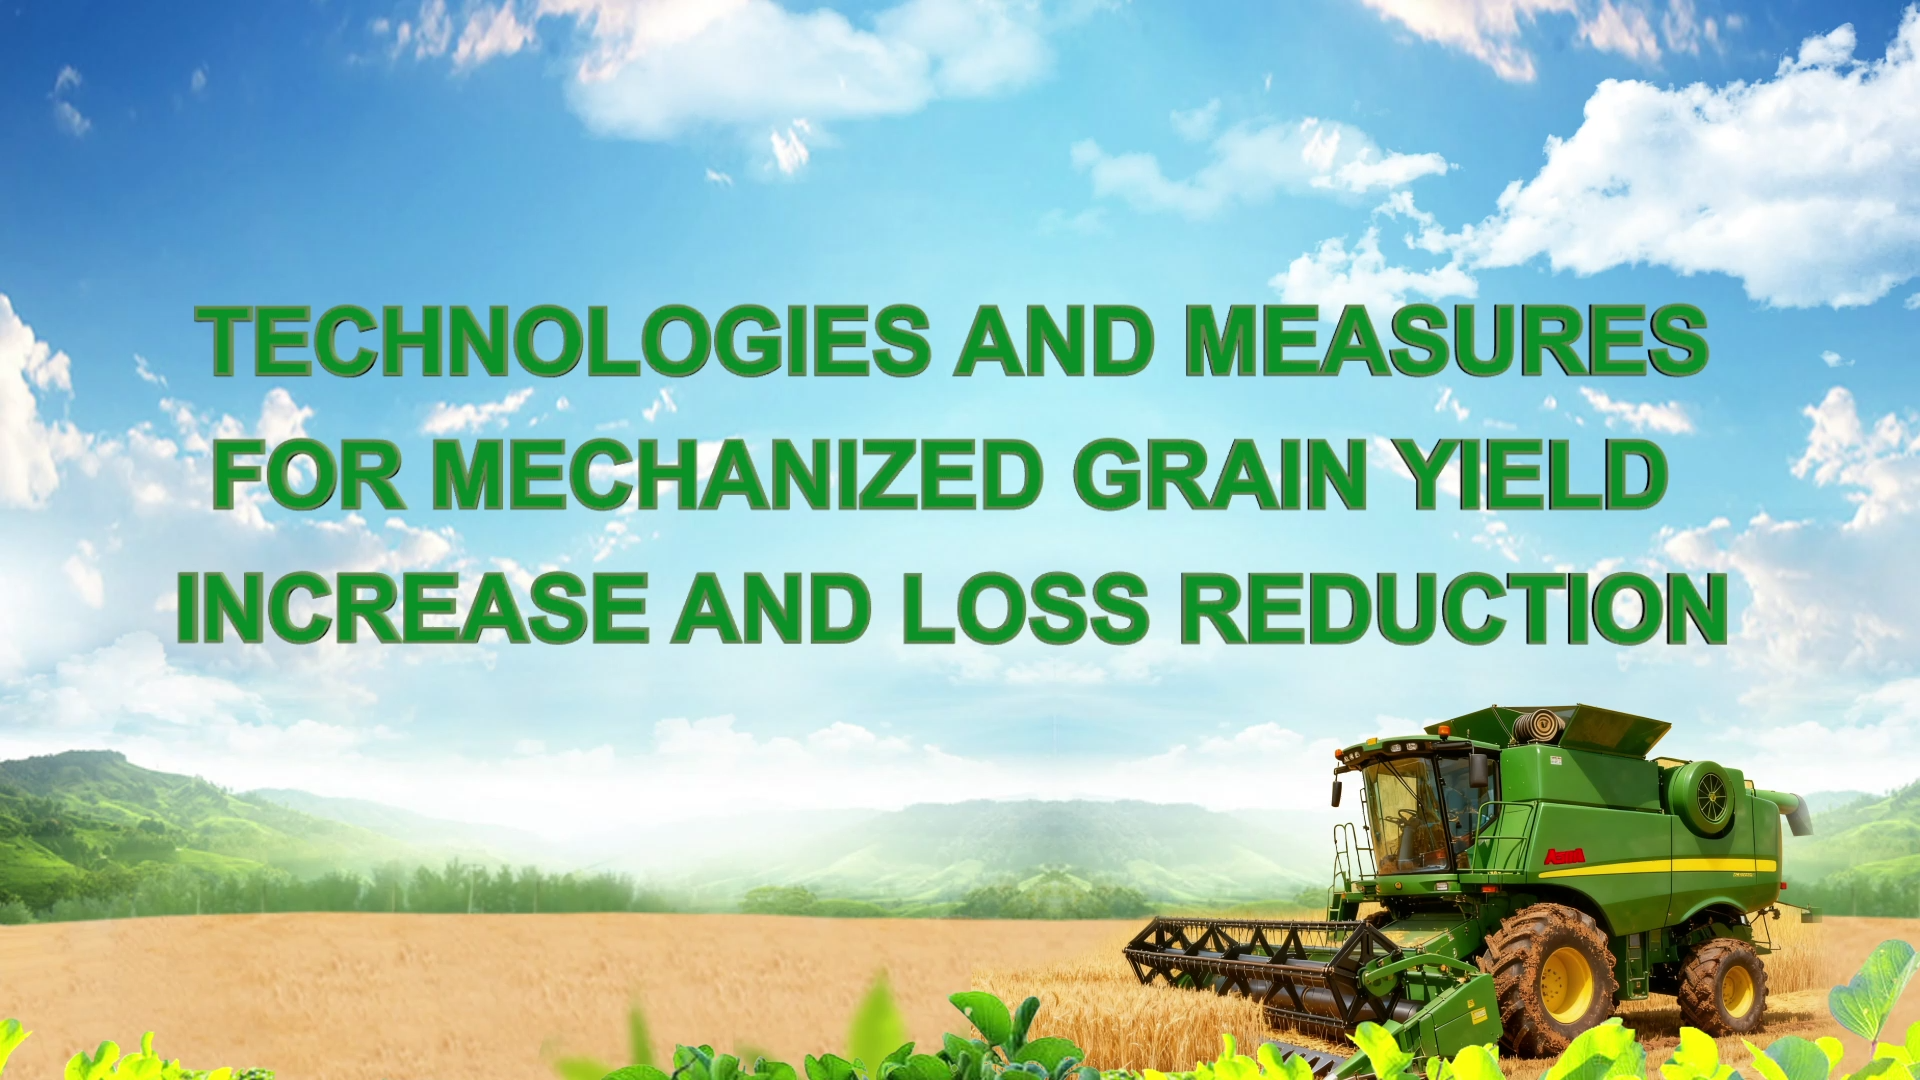 TECHNOLOGIES AND MEASURES
FOR MECHANIZED GRAIN YIELD
INCREASE AND LOSS REDUCTION